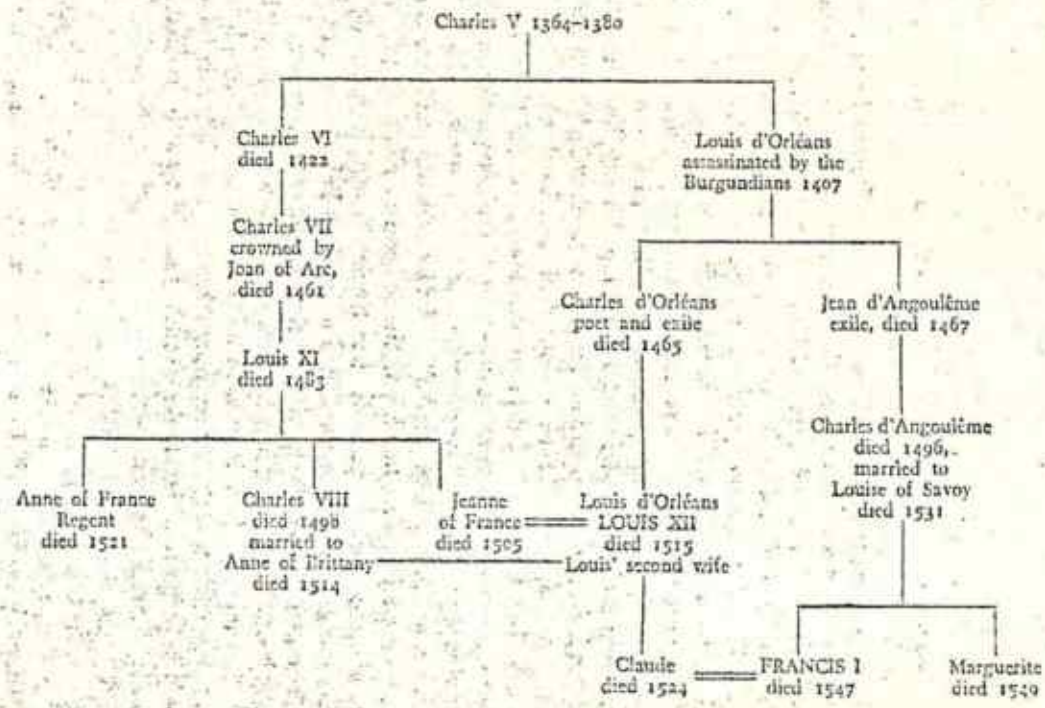 Charles V 1364–1380
Charles VI
died 1422
Louis d'Orléans
assassinated by the
Burgundians 1407
Charles VII
crowned by
Joan of Arc,
died 1461
Charles d'Orléans
poet and exile
died 1465
Jean d'Angoulême
exile, died 1467
Louis XI
died 1483
Charles d'Angoulême
died 1496,
married to
Louise of Savoy
died 1531
Anne of France
Regent
died 1521
Charles VIII
died 1498
married to
Anne of Brittany
died 1514
Jeanne
of France
died 1505
Louis d'Orléans
LOUIS XII
died 1515
Louis' second wife
Claude
died 1524
FRANCIS I
died 1547
Marguerite
died 1549